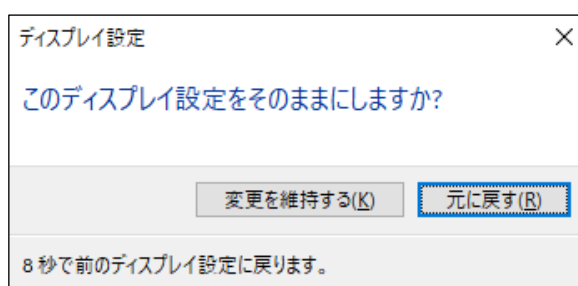 ディスプレイ設定
このディスプレイ設定をそのままにしますか?
変更を維持する(K) 元に戻す(R)
8 秒で前のディスプレイ設定に戻ります。